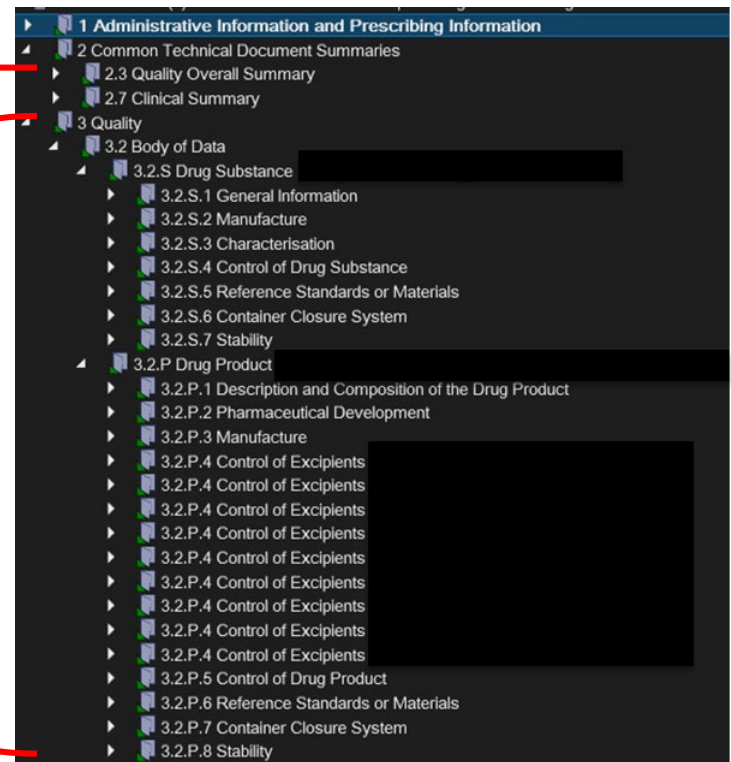 1 Administrative Information and Prescribing Information
2 Common Technical Document Summaries
2.3 Quality Overall Summary
2.7 Clinical Summary
3 Quality
3.2 Body of Data
3.2.S Drug Substance
3.2.S.1 General Information
3.2.S.2 Manufacture
3.2.S.3 Characterisation
3.2.S.4 Control of Drug Substance
3.2.S.5 Reference Standards or Materials
3.2.S.6 Container Closure System
3.2.S.7 Stability
3.2.P Drug Product
3.2.P.1 Description and Composition of the Drug Product
3.2.P.2 Pharmaceutical Development
3.2.P.3 Manufacture
3.2.P.4 Control of Excipients
3.2.P.4 Control of Excipients
3.2.P.4 Control of Excipients
3.2.P.4 Control of Excipients
3.2.P.4 Control of Excipients
3.2.P.4 Control of Excipients
3.2.P.4 Control of Excipients
3.2.P.4 Control of Excipients
3.2.P.4 Control of Excipients
3.2.P.5 Control of Drug Product
3.2.P.6 Reference Standards or Materials
3.2.P.7 Container Closure System
3.2.P.8 Stability